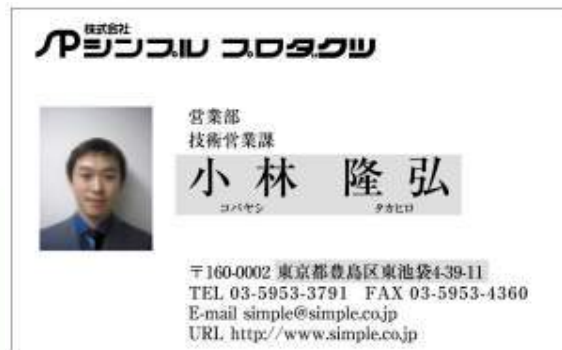 株式会社
シンプル プロダクツ
営業部
技術営業課
小林 隆弘
コバヤシ タカヒロ
〒160-0002 東京都豊島区東池袋4-39-11
TEL 03-5953-3791 FAX 03-5953-4360
E-mail simple@simple.co.jp
URL http://www.simple.co.jp